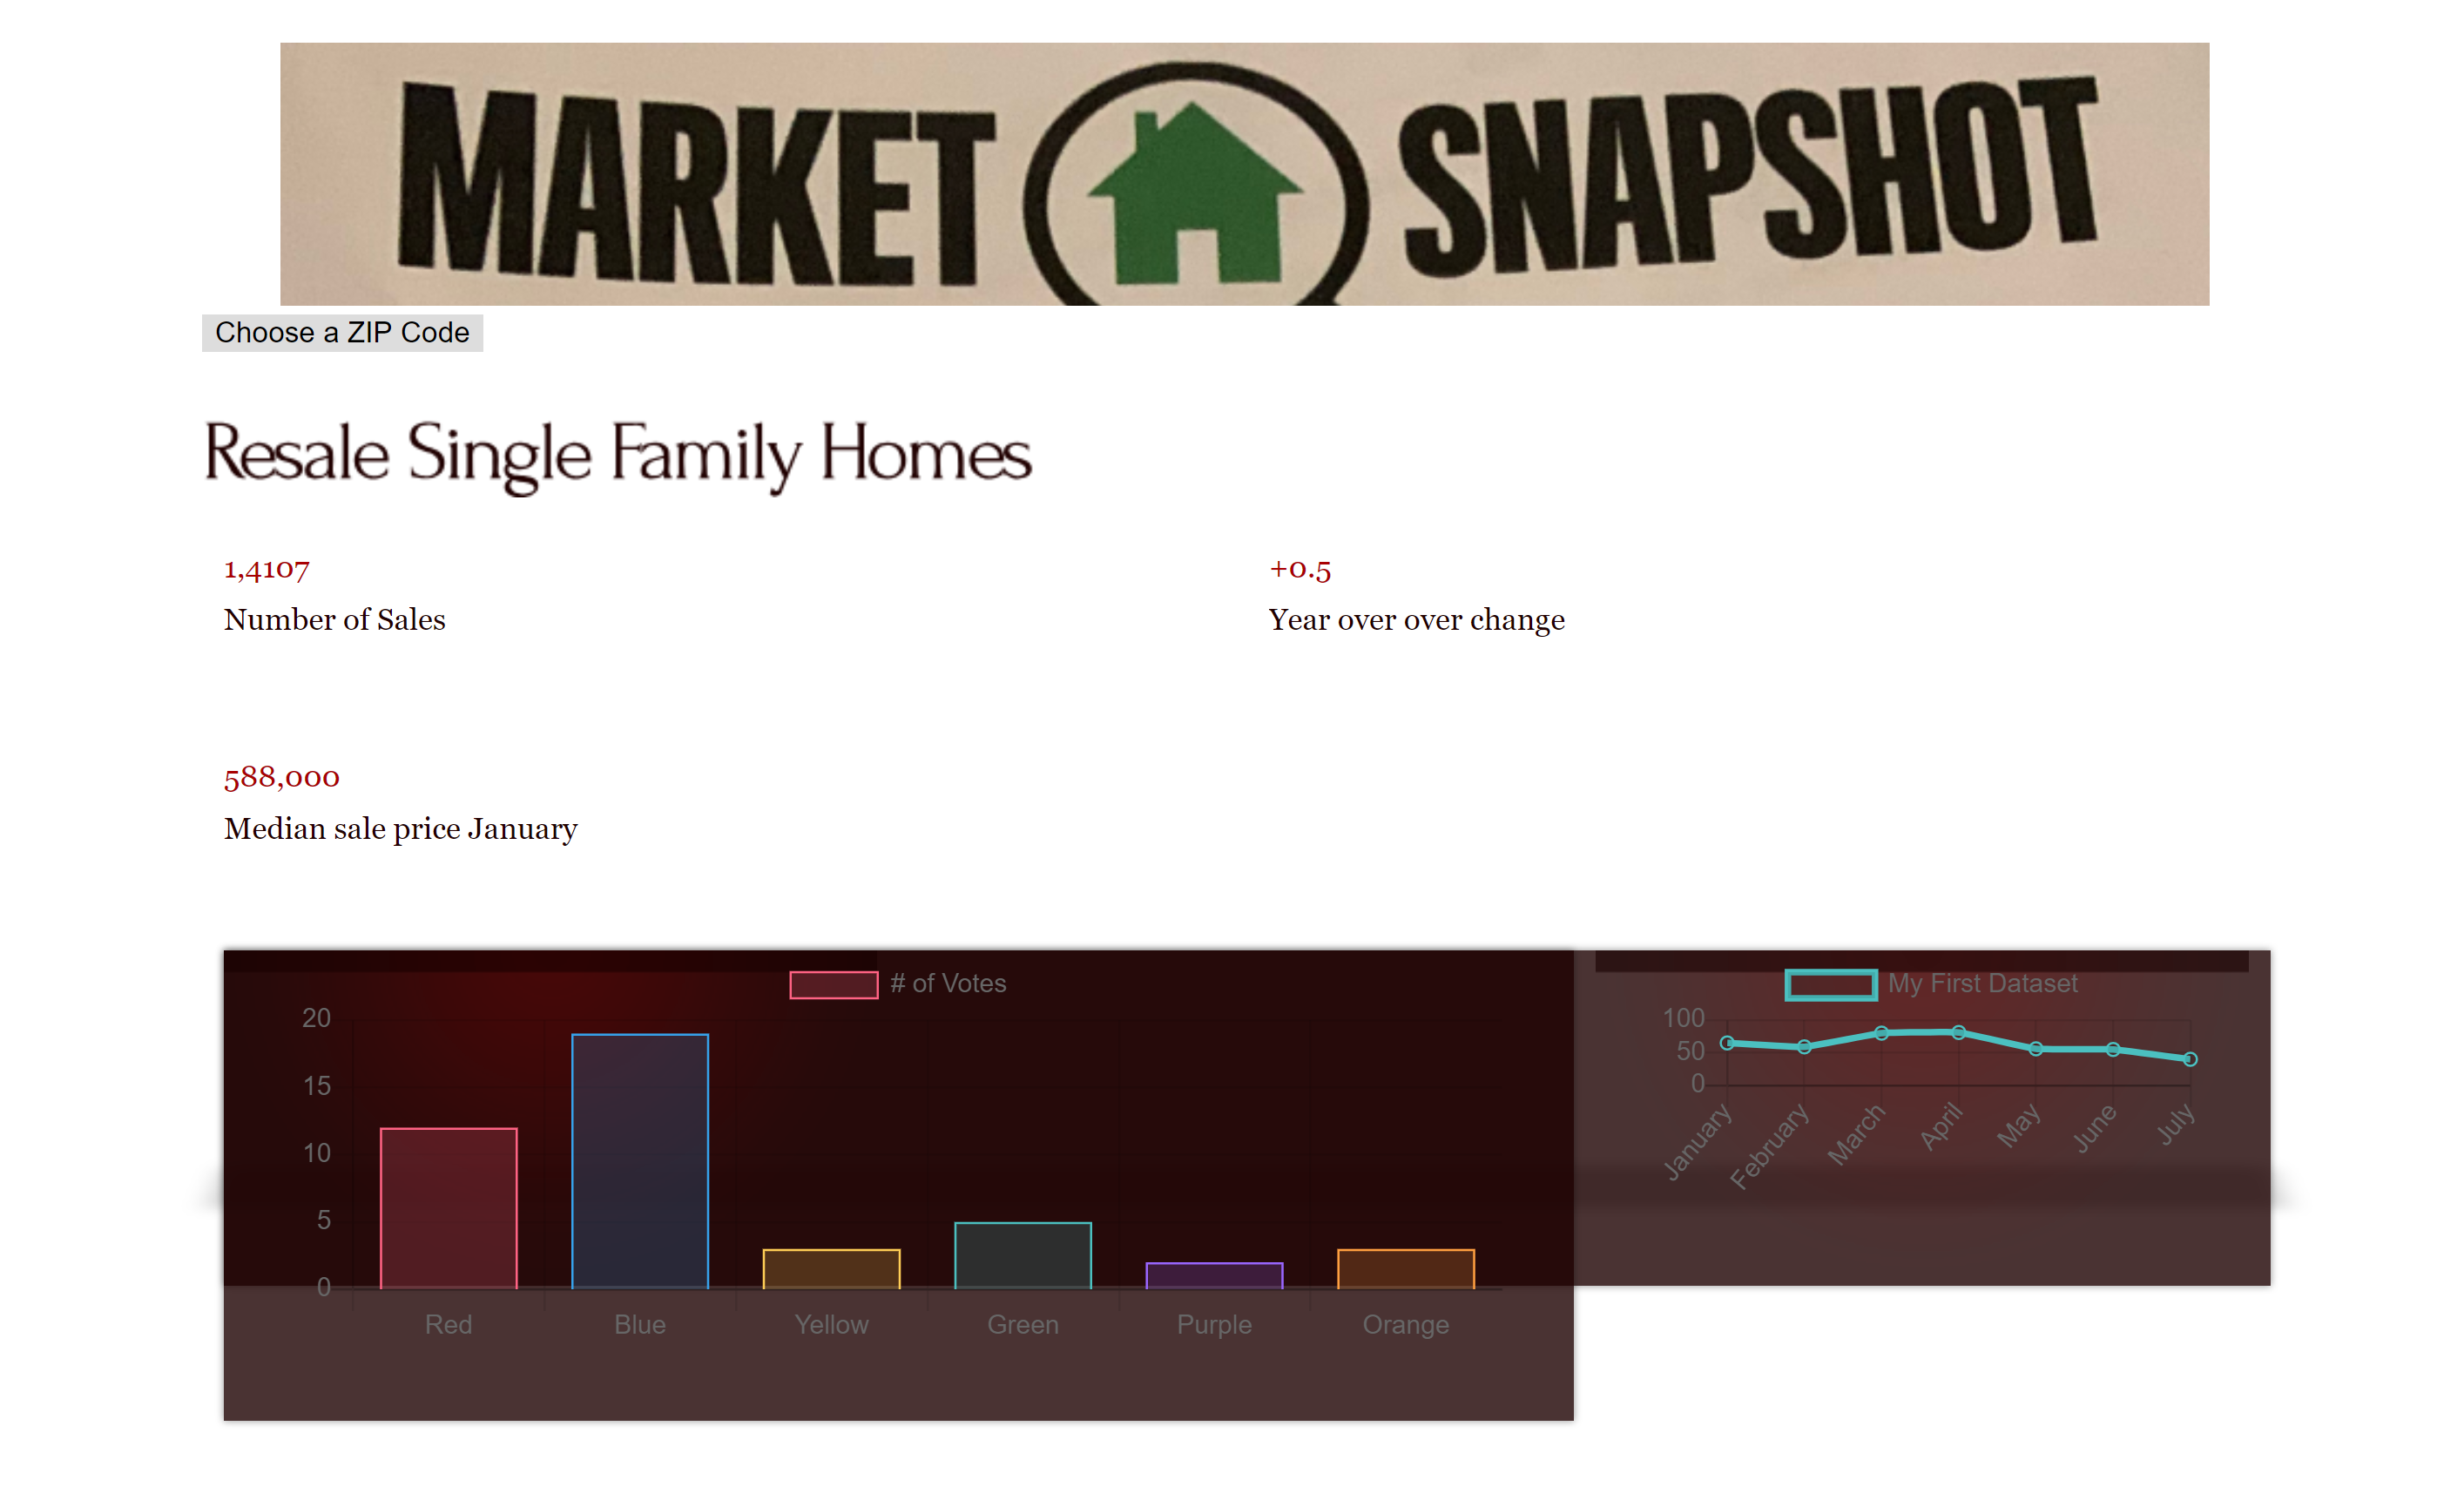 MARKET SNAPSHOT
Choose a ZIP Code
Resale Single Family Homes
1,4107
Number of Sales
+0.5
Year over over change
588,000
Median sale price January
# of Votes
20
15
10
5
0
Red Blue Yellow Green Purple Orange
My First Dataset
100
50
0
January February March April May June July